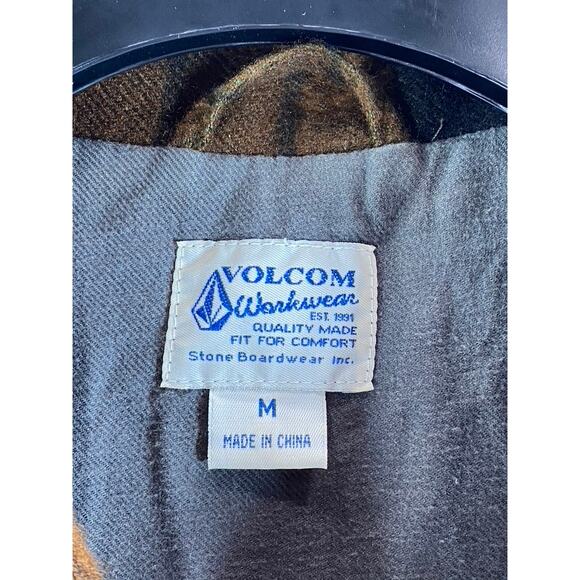 VOLCOM
Workwear
EST. 1991
QUALITY MADE
FIT FOR COMFORT
Stone Boardwear Inc.
M
MADE IN CHINA